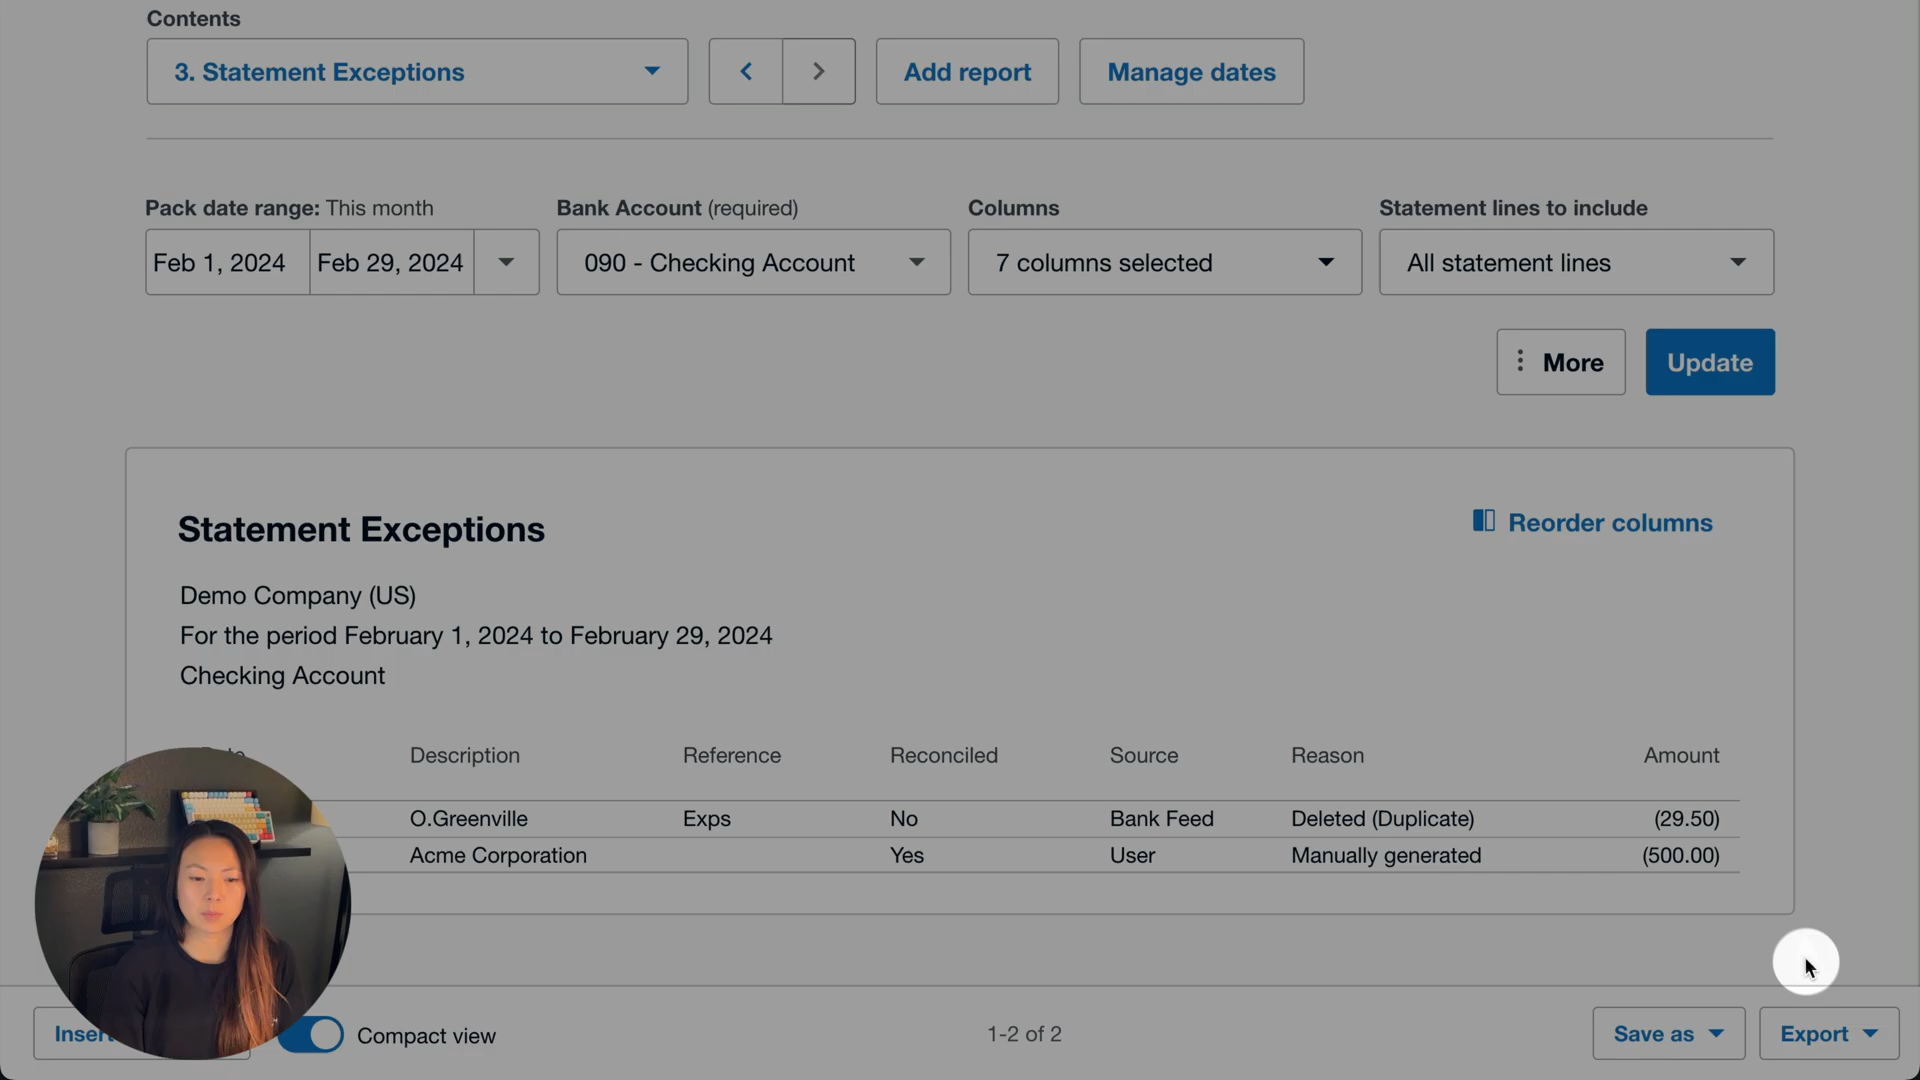 Contents
3. Statement Exceptions
Add report
Manage dates
Pack date range: This month
Bank Account (required)
Columns
Statement lines to include
Feb 1, 2024
Feb 29, 2024
090 - Checking Account
7 columns selected
All statement lines
More
Update
Statement Exceptions
Reorder columns
Demo Company (US)
For the period February 1, 2024 to February 29, 2024
Checking Account
Description Reference Reconciled Source Reason Amount
O.Greenville Exps No Bank Feed Deleted (Duplicate) (29.50)
Acme Corporation Yes User Manually generated (500.00)
Compact view
1-2 of 2
Save as
Export